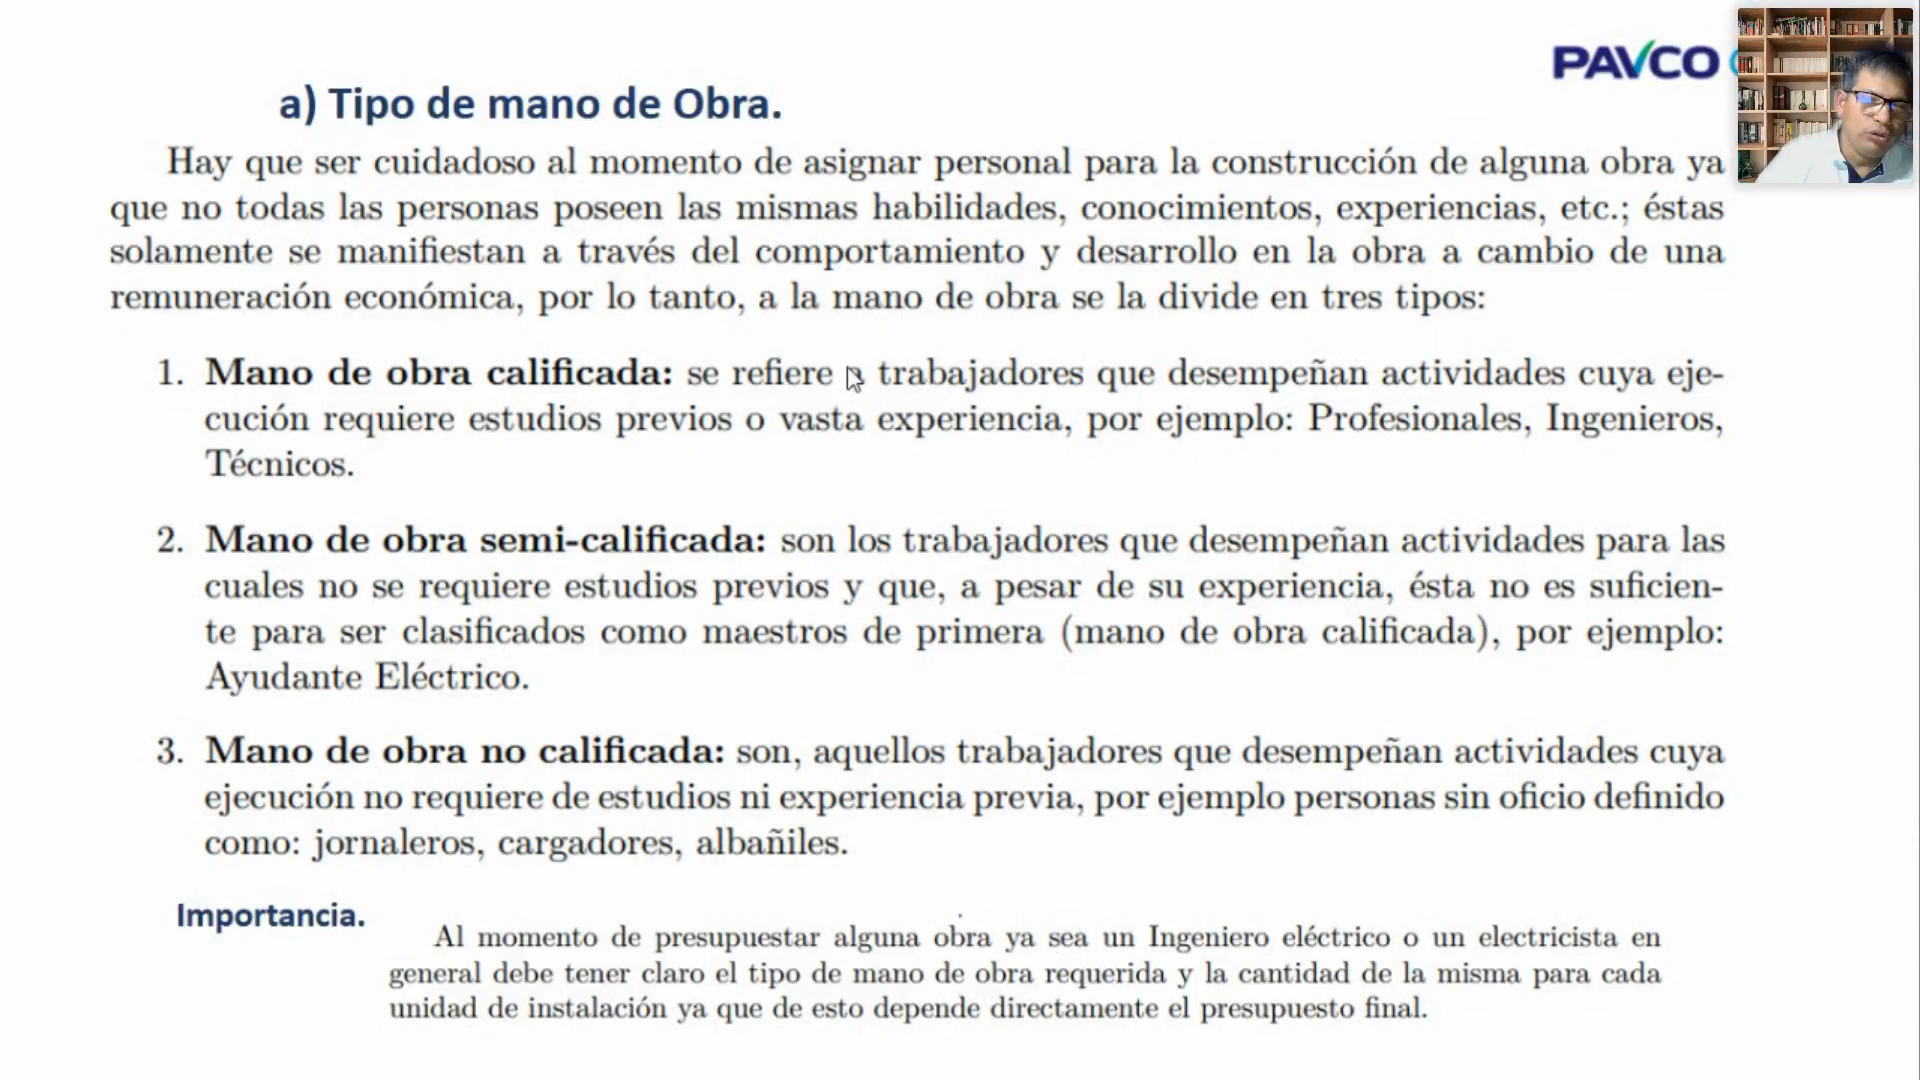 PAVCO
a) Tipo de mano de Obra.
Hay que ser cuidadoso al momento de asignar personal para la construcción de alguna obra ya
que no todas las personas poseen las mismas habilidades, conocimientos, experiencias, etc.; éstas
solamente se manifiestan a través del comportamiento y desarrollo en la obra a cambio de una
remuneración económica, por lo tanto, a la mano de obra se la divide en tres tipos:
1. Mano de obra calificada: se refiere a trabajadores que desempeñan actividades cuya eje-
cución requiere estudios previos o vasta experiencia, por ejemplo: Profesionales, Ingenieros,
Técnicos.
2. Mano de obra semi-calificada: son los trabajadores que desempeñan actividades para las
cuales no se requiere estudios previos y que, a pesar de su experiencia, ésta no es suficien-
te para ser clasificados como maestros de primera (mano de obra calificada), por ejemplo:
Ayudante Eléctrico.
3. Mano de obra no calificada: son, aquellos trabajadores que desempeñan actividades cuya
ejecución no requiere de estudios ni experiencia previa, por ejemplo personas sin oficio definido
como: jornaleros, cargadores, albañiles.
Importancia.
Al momento de presupuestar alguna obra ya sea un Ingeniero eléctrico o un electricista en
general debe tener claro el tipo de mano de obra requerida y la cantidad de la misma para cada
unidad de instalación ya que de esto depende directamente el presupuesto final.